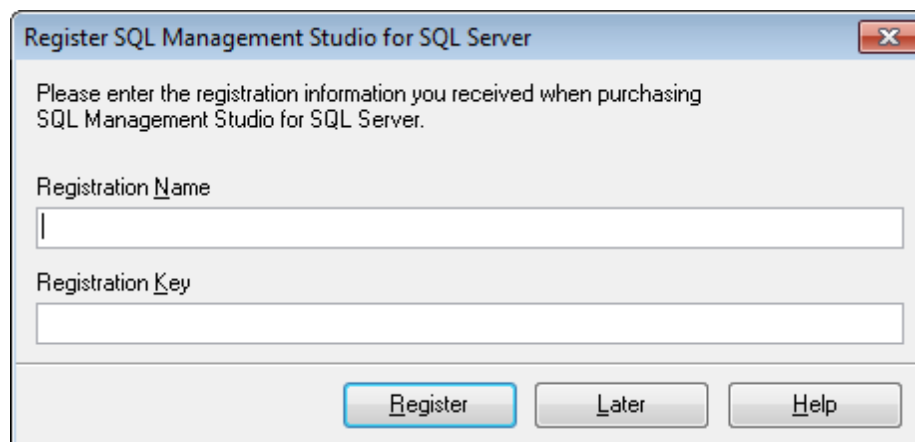 Register SQL Management Studio for SQL Server
Please enter the registration information you received when purchasing
SQL Management Studio for SQL Server.
Registration Name
Registration Key
Register Later Help